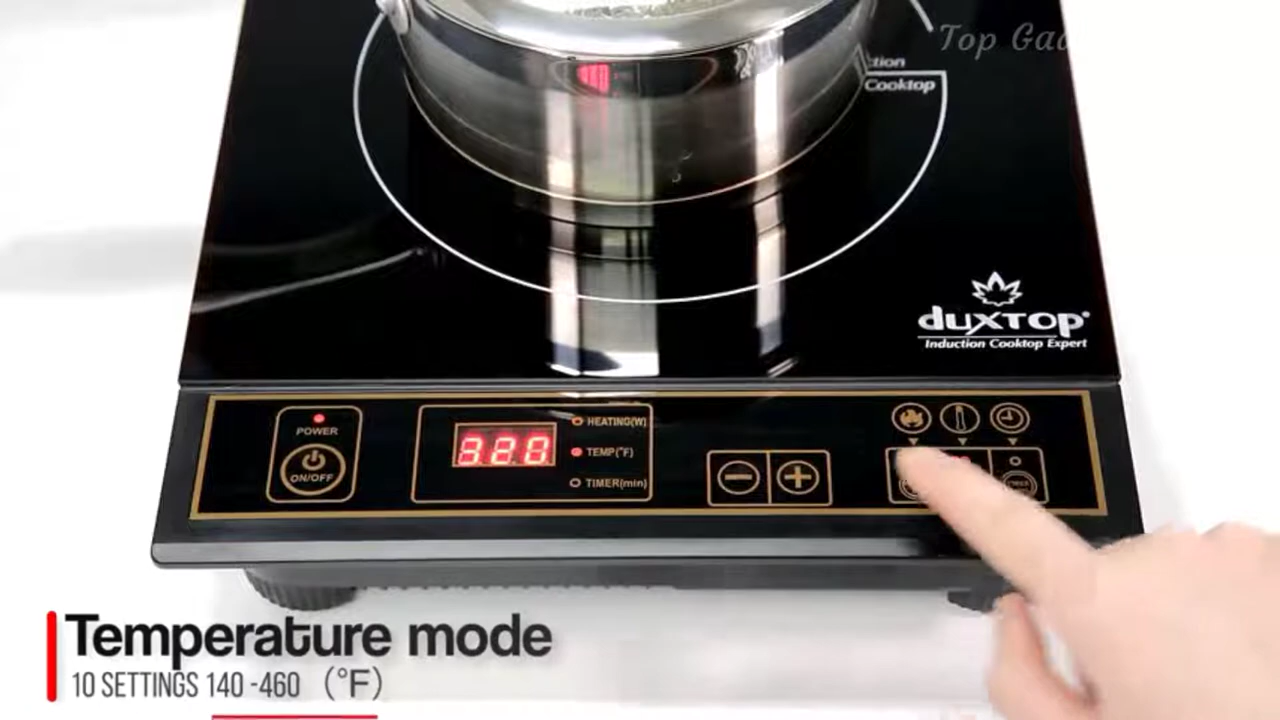 Top Gad
ction
Cooktop
duxtop
Induction Cooktop Expert
POWER
ON/OFF
320
HEATING(W)
TEMP(°F)
TIMER(min)
Temperature mode
10 SETTINGS 140 -460 (°F)